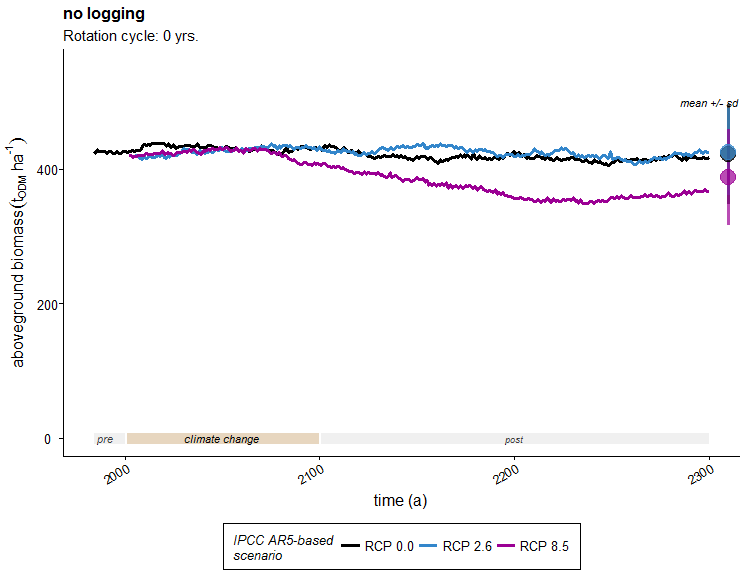 no logging
Rotation cycle: 0 yrs.
mean +/- sd
aboveground biomass (t_ODM ha^-1)
400
200
0
pre
climate change
post
2000
2100
2200
2300
time (a)
IPCC AR5-based
scenario
RCP 0.0
RCP 2.6
RCP 8.5